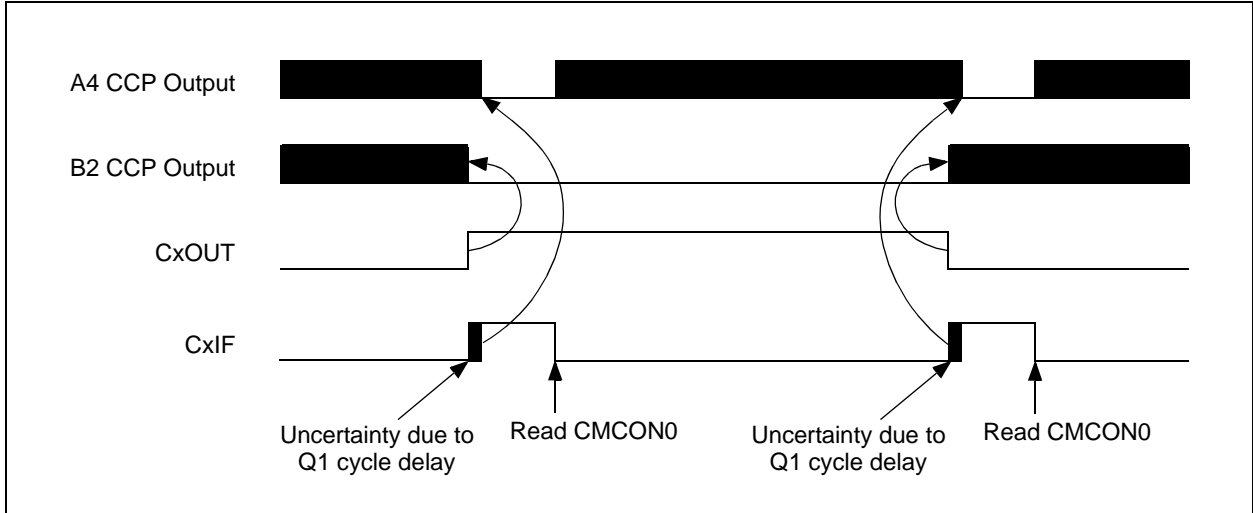 A4 CCP Output
B2 CCP Output
CxOUT
CxIF
Uncertainty due to
Q1 cycle delay
Read CMCON0
Uncertainty due to
Q1 cycle delay
Read CMCON0